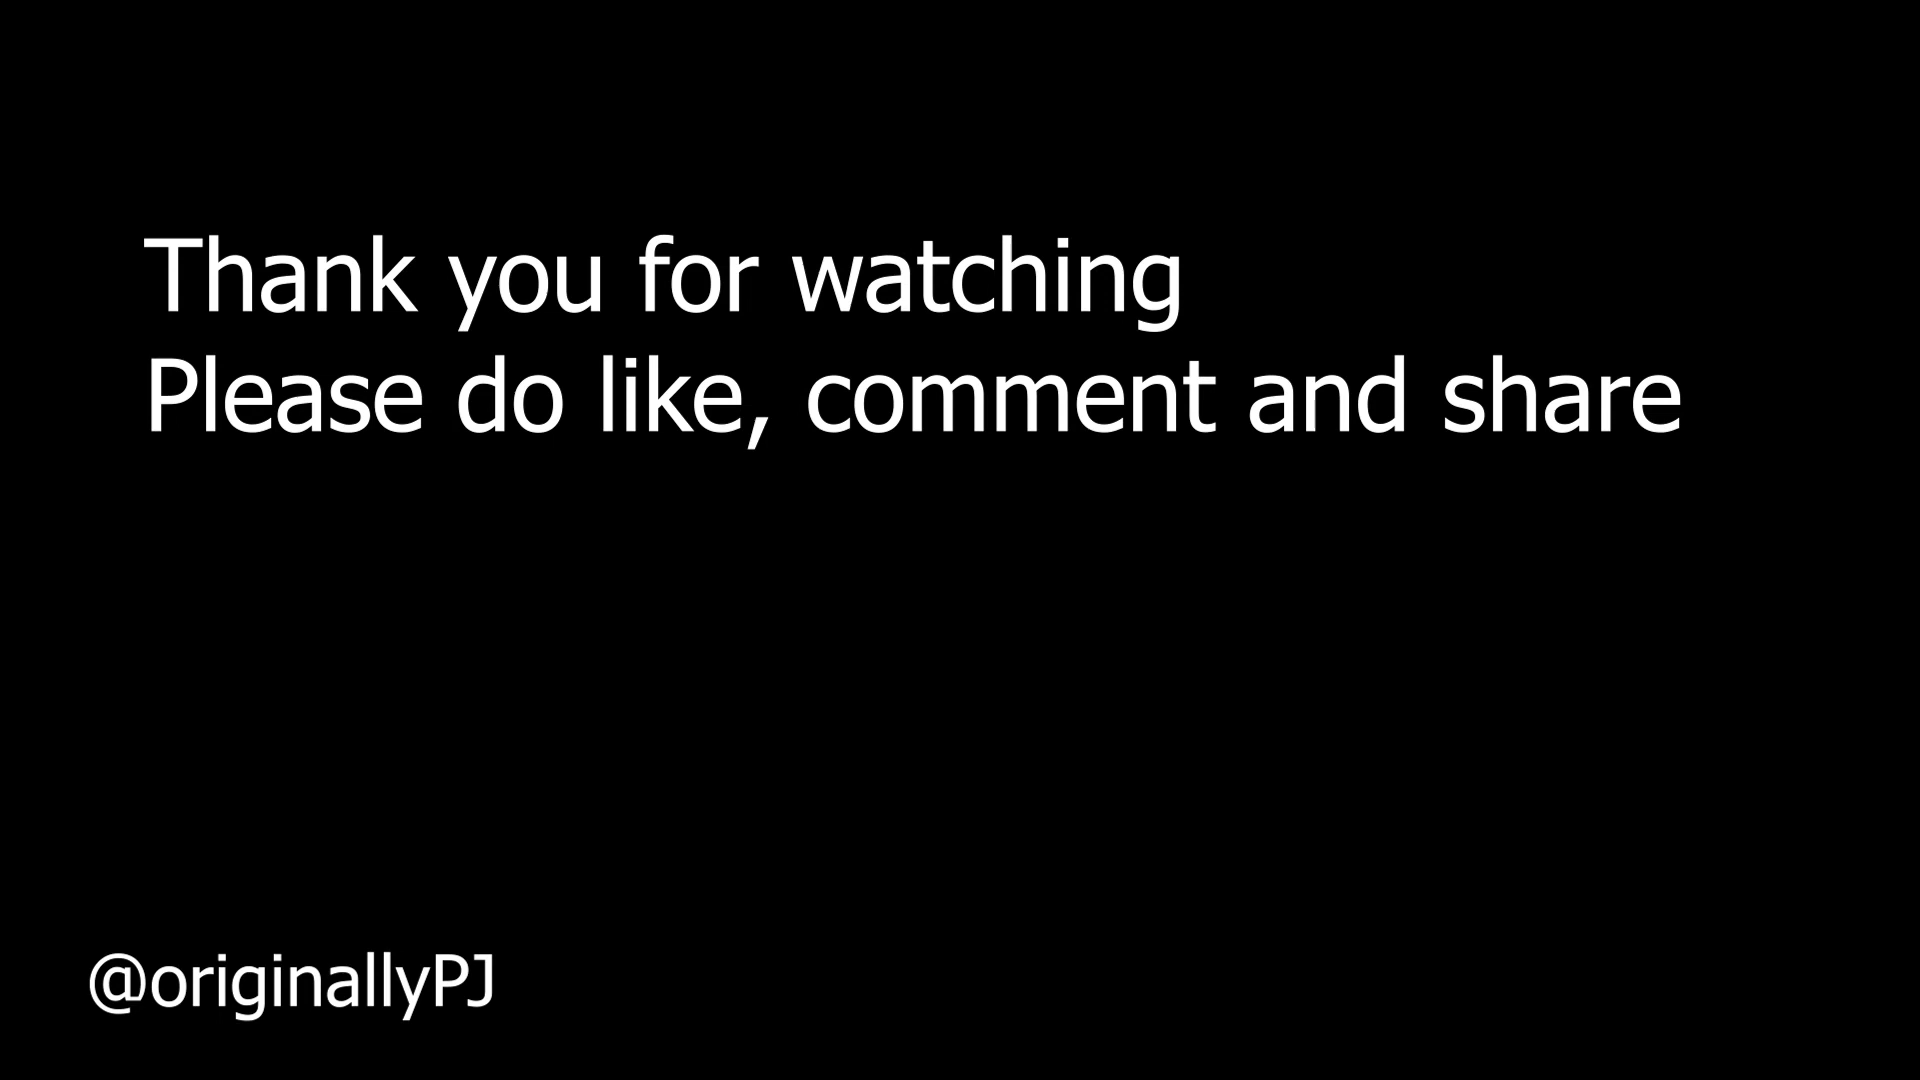 Thank you for watching
Please do like, comment and share
@originallyPJ